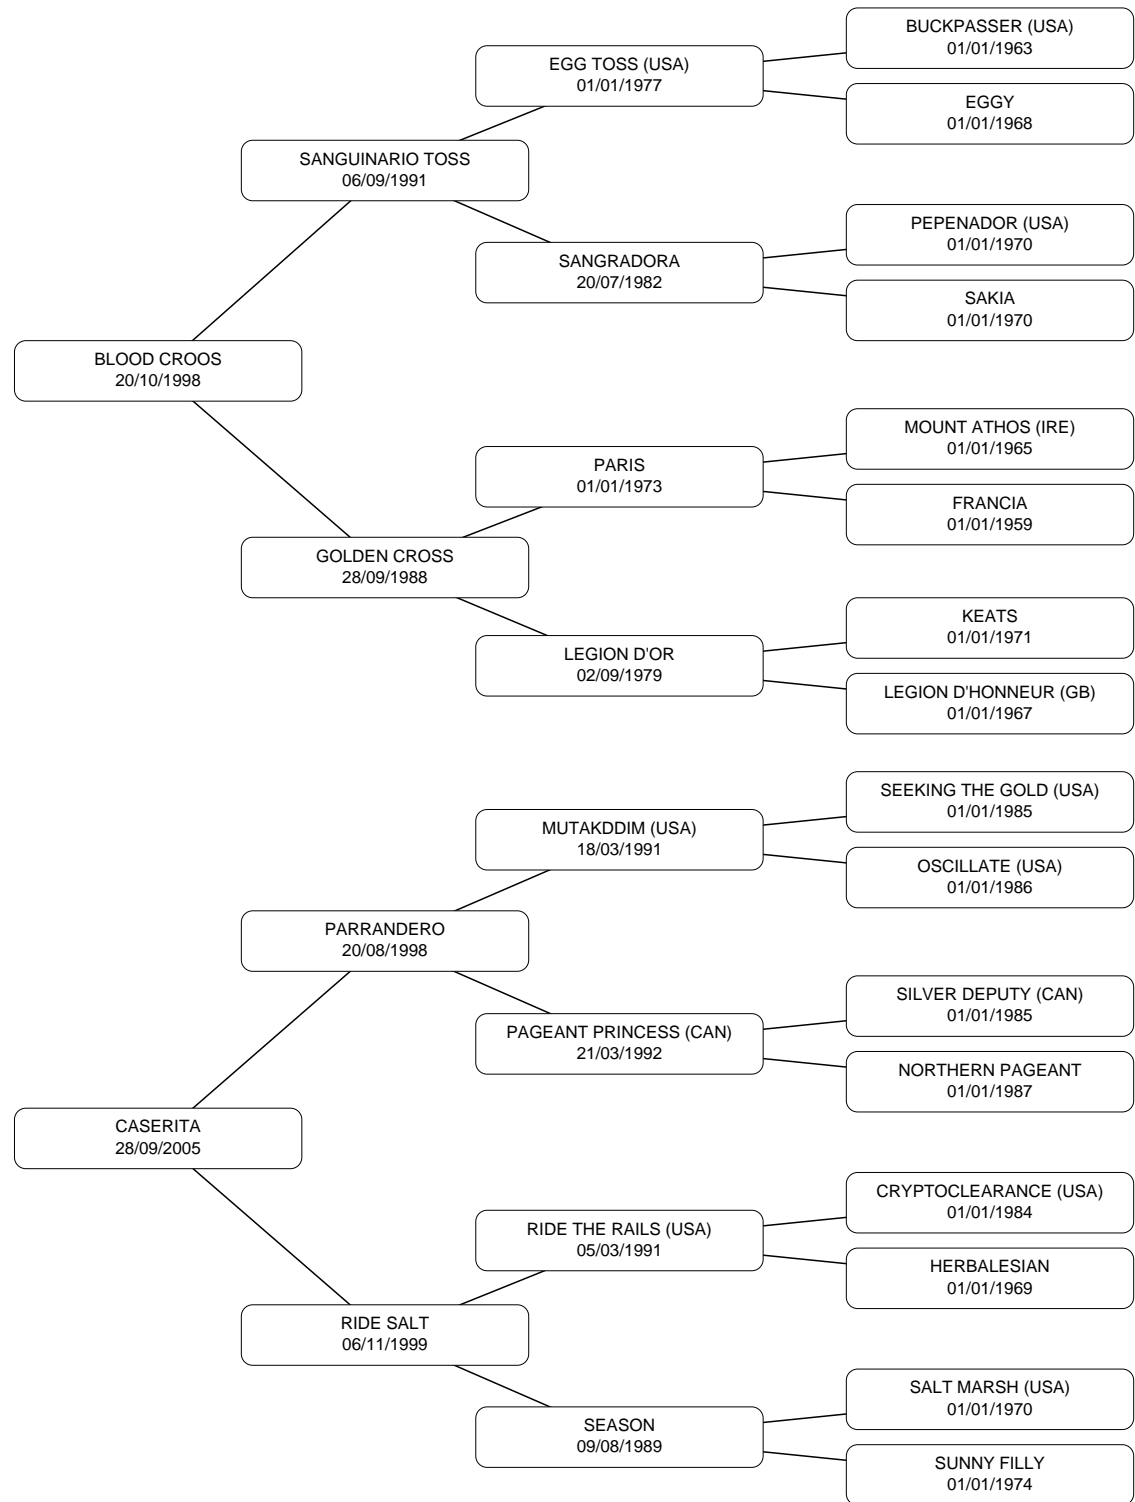 BUCKPASSER (USA)
01/01/1963
EGG TOSS (USA)
01/01/1977
EGGY
01/01/1968
SANGUINARIO TOSS
06/09/1991
PEPENADOR (USA)
01/01/1970
SANGRADORA
20/07/1982
SAKIA
01/01/1970
BLOOD CROOS
20/10/1998
MOUNT ATHOS (IRE)
01/01/1965
PARIS
01/01/1973
FRANCIA
01/01/1959
GOLDEN CROSS
28/09/1988
KEATS
01/01/1971
LEGION D'OR
02/09/1979
LEGION D'HONNEUR (GB)
01/01/1967
SEEKING THE GOLD (USA)
01/01/1985
MUTAKDDIM (USA)
18/03/1991
OSCILLATE (USA)
01/01/1986
PARRANDERO
20/08/1998
SILVER DEPUTY (CAN)
01/01/1985
PAGEANT PRINCESS (CAN)
21/03/1992
NORTHERN PAGEANT
01/01/1987
CASERITA
28/09/2005
CRYPTOCLEARANCE (USA)
01/01/1984
RIDE THE RAILS (USA)
05/03/1991
HERBALESIAN
01/01/1969
RIDE SALT
06/11/1999
SALT MARSH (USA)
01/01/1970
SEASON
09/08/1989
SUNNY FILLY
01/01/1974